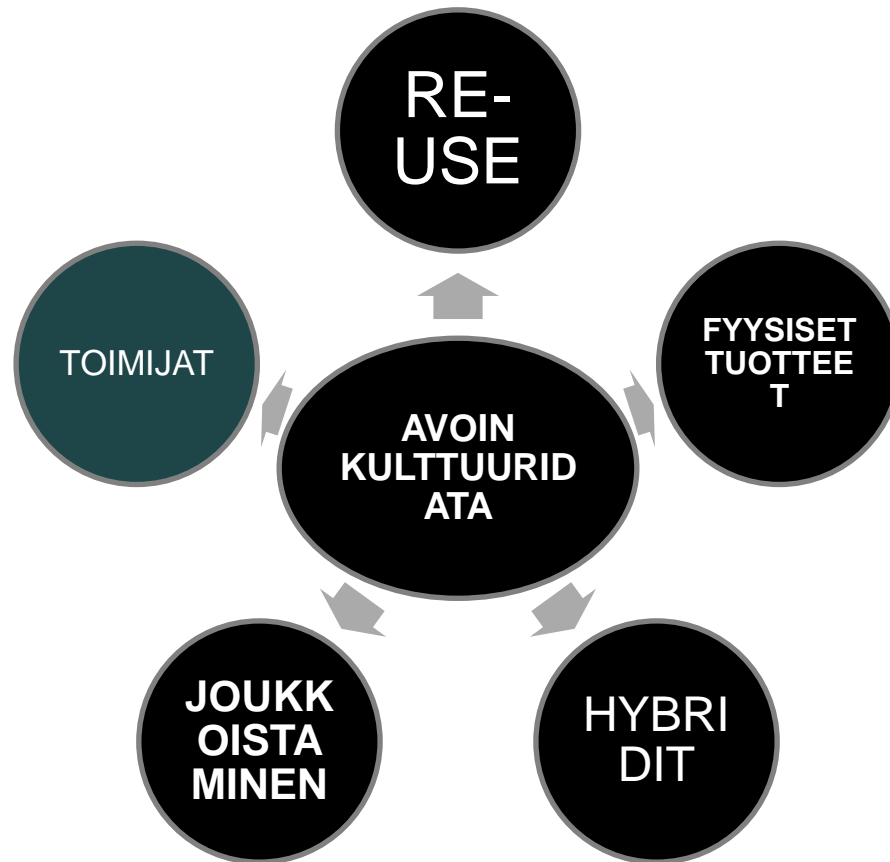 RE-
USE
TOIMIJAT
FYYSISET
TUOTTEE
T
AVOIN
KULTTUURID
ATA
JOUKK
OISTA
MINEN
HYBRI
DIT